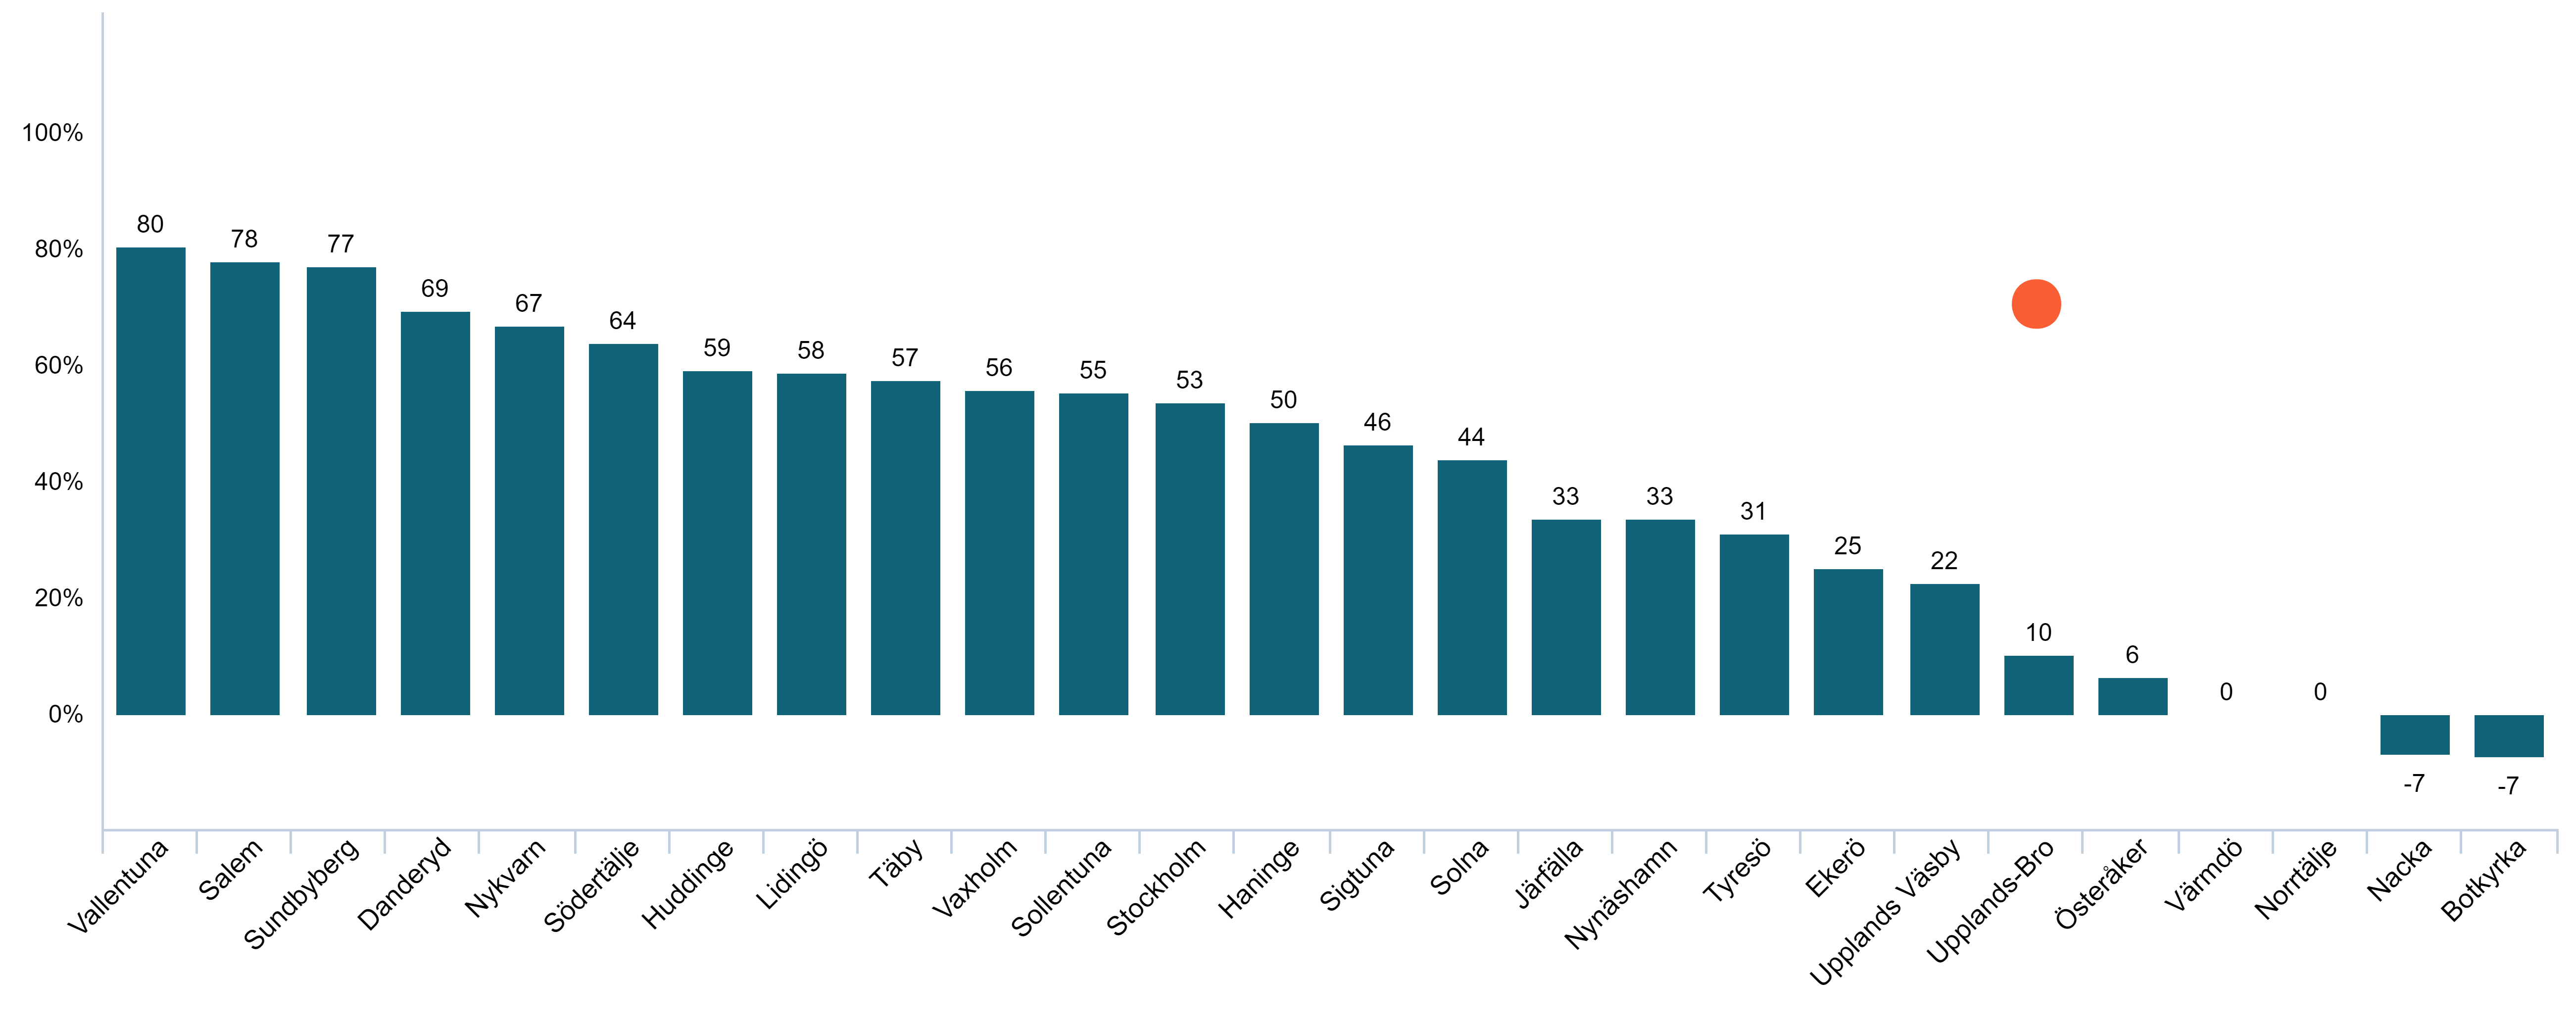 100%
80%
60%
40%
20%
0%
80
78
77
69
67
64
59
58
57
56
55
53
50
46
44
33
33
31
25
22
10
6
0
0
-7
-7
Vallentuna
Salem
Sundbyberg
Danderyd
Nykvarn
Södertälje
Huddinge
Lidingö
Täby
Vaxholm
Sollentuna
Stockholm
Haninge
Sigtuna
Solna
Järfälla
Nynäshamn
Tyresö
Ekerö
Upplands Väsby
Upplands-Bro
Österåker
Värmdö
Norrtälje
Nacka
Botkyrka